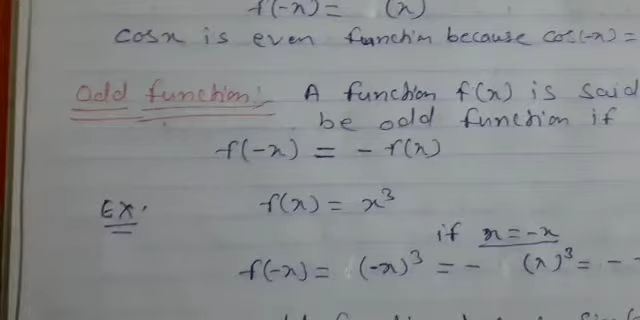 f(-x) = (x)
cosx is even function because cos(-x) =
Odd function: A function f(x) is said
be odd function if
f(-x) = - f(x)
EX. f(x) = x³
if x = -x
f(-x) = (-x)³ = - (x)³ = -